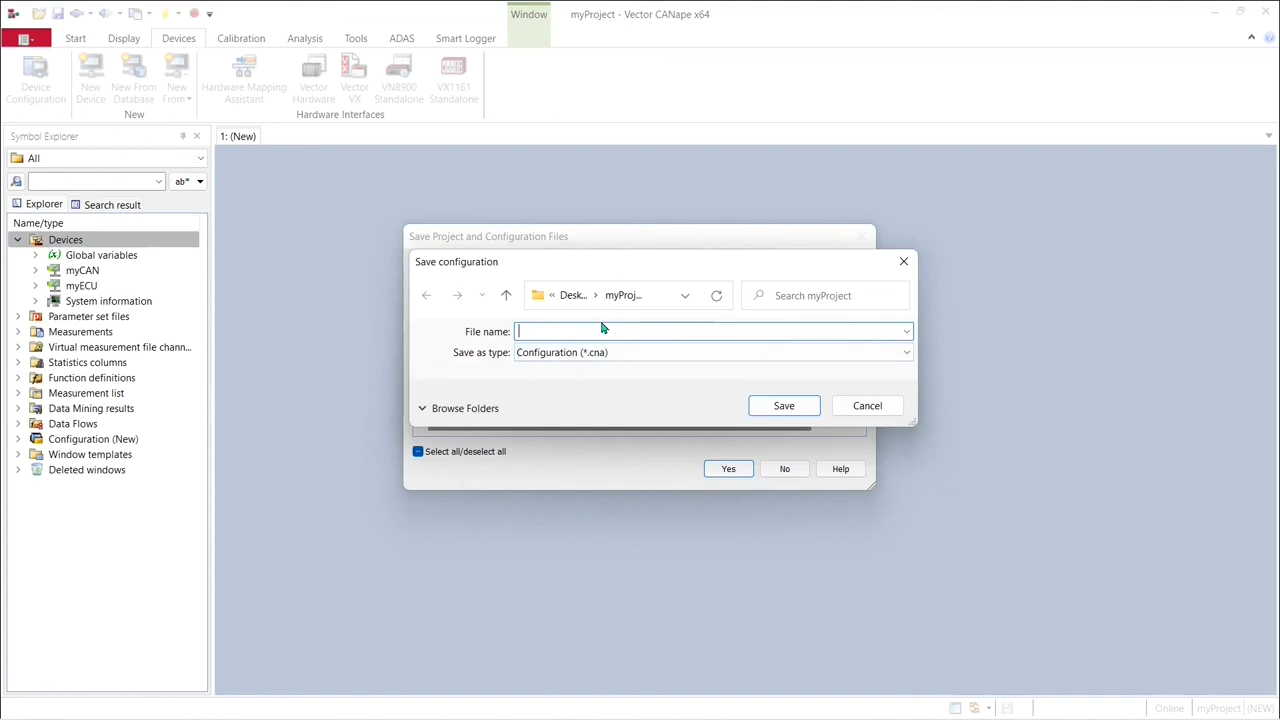 Window
myProject - Vector CANape x64
Start
Display
Devices
Calibration
Analysis
Tools
ADAS
Smart Logger
Device
Configuration
New
Device
New From
Database
New
From
Hardware Mapping
Assistant
Vector
Hardware
Vector
VX
VN8900
Standalone
VX1161
Standalone
New
Hardware Interfaces
Symbol Explorer
1: (New)
All
ab*
Explorer
Search result
Name/type
Devices
Global variables
myCAN
myECU
System information
Parameter set files
Measurements
Virtual measurement file chann...
Statistics columns
Function definitions
Measurement list
Data Mining results
Data Flows
Configuration (New)
Window templates
Deleted windows
Save Project and Configuration Files
Save configuration
« Desk... › myProj...
Search myProject
File name:
Save as type: Configuration (*.cna)
Browse Folders
Save
Cancel
Select all/deselect all
Yes
No
Help
Online
myProject
(NEW)